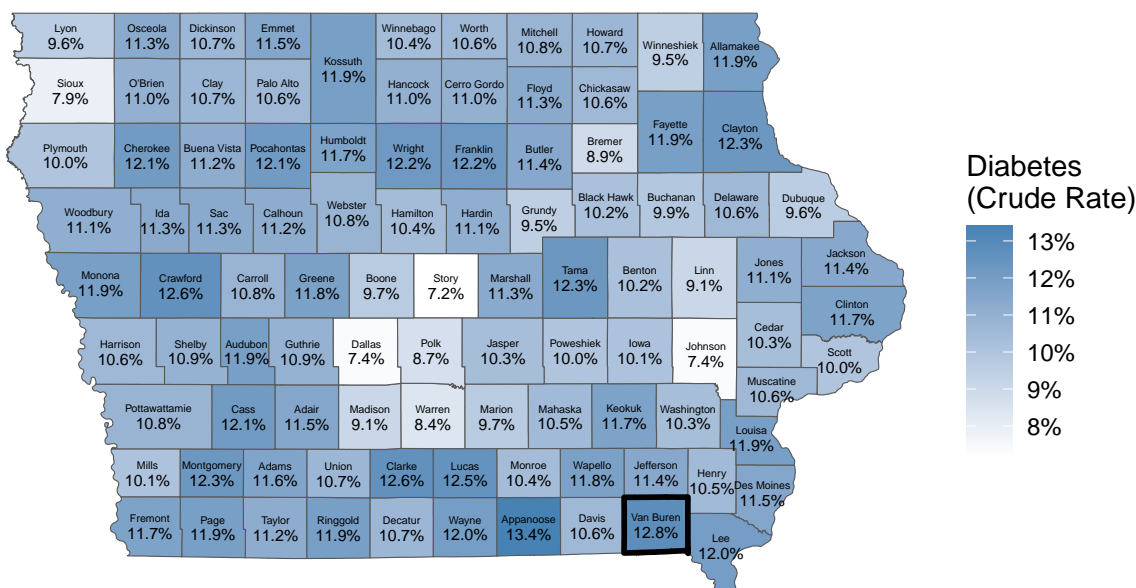 Lyon
9.6%
Osceola
11.3%
Dickinson
10.7%
Emmet
11.5%
Kossuth
11.9%
Winnebago
10.4%
Worth
10.6%
Mitchell
10.8%
Howard
10.7%
Winneshiek
9.5%
Allamakee
11.9%
Sioux
7.9%
O'Brien
11.0%
Clay
10.7%
Palo Alto
10.6%
Hancock
11.0%
Cerro Gordo
11.0%
Floyd
11.3%
Chickasaw
10.6%
Fayette
11.9%
Clayton
12.3%
Plymouth
10.0%
Cherokee
12.1%
Buena Vista
11.2%
Pocahontas
12.1%
Humboldt
11.7%
Wright
12.2%
Franklin
12.2%
Butler
11.4%
Bremer
8.9%
Woodbury
11.1%
Ida
11.3%
Sac
11.3%
Calhoun
11.2%
Webster
10.8%
Hamilton
10.4%
Hardin
11.1%
Grundy
9.5%
Black Hawk
10.2%
Buchanan
9.9%
Delaware
10.6%
Dubuque
9.6%
Monona
11.9%
Crawford
12.6%
Carroll
10.8%
Greene
11.8%
Boone
9.7%
Story
7.2%
Marshall
11.3%
Tama
12.3%
Benton
10.2%
Linn
9.1%
Jones
11.1%
Jackson
11.4%
Clinton
11.7%
Harrison
10.6%
Shelby
10.9%
Audubon
11.9%
Guthrie
10.9%
Dallas
7.4%
Polk
8.7%
Jasper
10.3%
Poweshiek
10.0%
Iowa
10.1%
Johnson
7.4%
Cedar
10.3%
Scott
10.0%
Muscatine
10.6%
Pottawattamie
10.8%
Cass
12.1%
Adair
11.5%
Madison
9.1%
Warren
8.4%
Marion
9.7%
Mahaska
10.5%
Keokuk
11.7%
Washington
10.3%
Louisa
11.9%
Mills
10.1%
Montgomery
12.3%
Adams
11.6%
Union
10.7%
Clarke
12.6%
Lucas
12.5%
Monroe
10.4%
Wapello
11.8%
Jefferson
11.4%
Henry
10.5%
Des Moines
11.5%
Fremont
11.7%
Page
11.9%
Taylor
11.2%
Ringgold
11.9%
Decatur
10.7%
Wayne
12.0%
Appanoose
13.4%
Davis
10.6%
Van Buren
12.8%
Lee
12.0%
Diabetes
(Crude Rate)
13%
12%
11%
10%
9%
8%